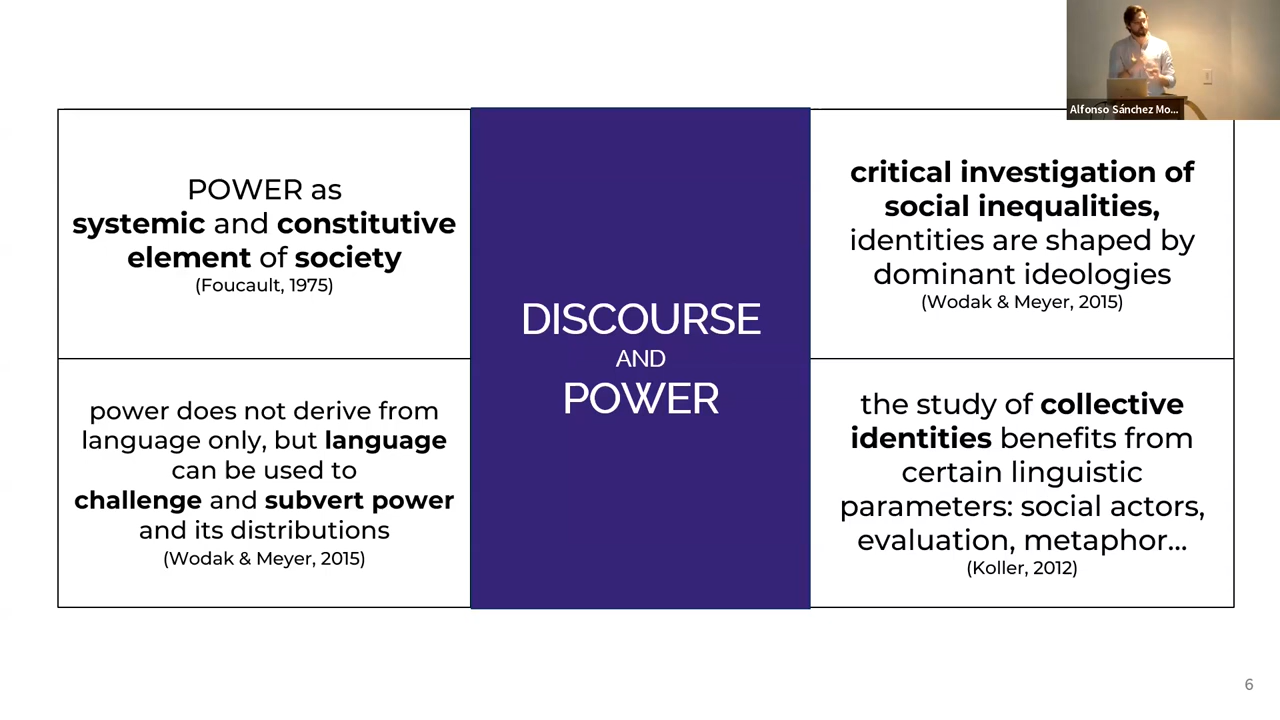 POWER as
systemic and constitutive
element of society
(Foucault, 1975)
power does not derive from
language only, but language
can be used to
challenge and subvert power
and its distributions
(Wodak & Meyer, 2015)
DISCOURSE
AND
POWER
critical investigation of
social inequalities,
identities are shaped by
dominant ideologies
(Wodak & Meyer, 2015)
the study of collective
identities benefits from
certain linguistic
parameters: social actors,
evaluation, metaphor...
(Koller, 2012)
Alfonso Sánchez Mo...
6